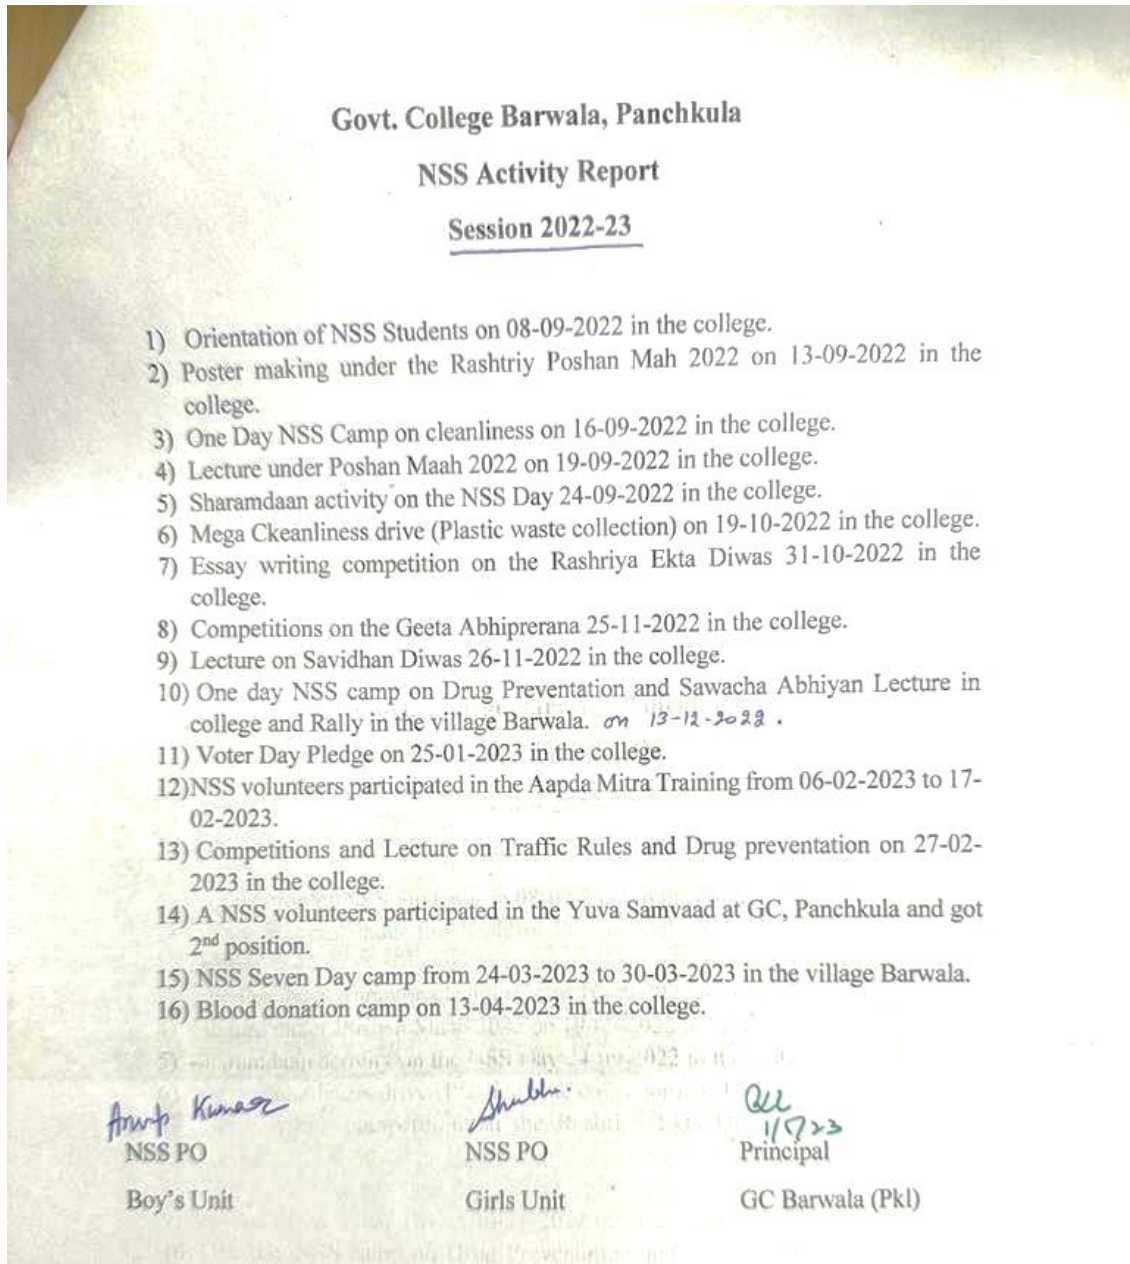 Govt. College Barwala, Panchkula
NSS Activity Report
Session 2022-23
1) Orientation of NSS Students on 08-09-2022 in the college.
2) Poster making under the Rashtriy Poshan Mah 2022 on 13-09-2022 in the
college.
3) One Day NSS Camp on cleanliness on 16-09-2022 in the college.
4) Lecture under Poshan Maah 2022 on 19-09-2022 in the college.
5) Sharamdaan activity on the NSS Day 24-09-2022 in the college.
6) Mega Ckeanliness drive (Plastic waste collection) on 19-10-2022 in the college.
7) Essay writing competition on the Rashriya Ekta Diwas 31-10-2022 in the
college.
8) Competitions on the Geeta Abhiprerana 25-11-2022 in the college.
9) Lecture on Savidhan Diwas 26-11-2022 in the college.
10) One day NSS camp on Drug Preventation and Sawacha Abhiyan Lecture in
college and Rally in the village Barwala. on 13-12-2022.
11) Voter Day Pledge on 25-01-2023 in the college.
12)NSS volunteers participated in the Aapda Mitra Training from 06-02-2023 to 17-
02-2023.
13) Competitions and Lecture on Traffic Rules and Drug preventation on 27-02-
2023 in the college.
14) A NSS volunteers participated in the Yuva Samvaad at GC, Panchkula and got
2nd position.
15) NSS Seven Day camp from 24-03-2023 to 30-03-2023 in the village Barwala.
16) Blood donation camp on 13-04-2023 in the college.
Anup Kumar
1/7/23
NSS PO NSS PO Principal
Boy's Unit Girls Unit GC Barwala (Pkl)